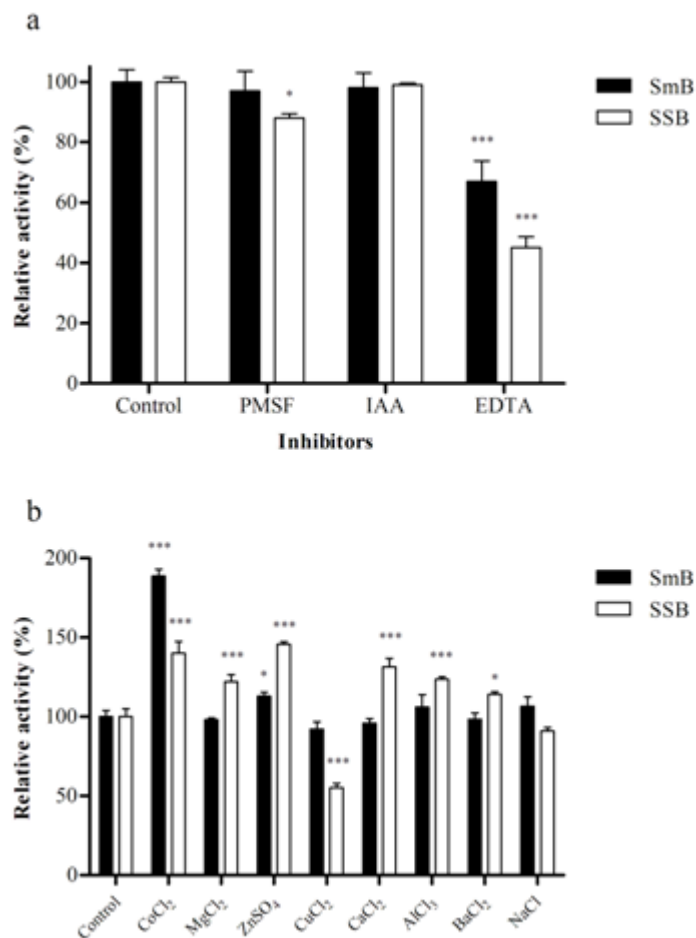 a
Relative activity (%)
100
80
60
40
20
0
*
***
***
SmB
SSB
Control PMSF IAA EDTA
Inhibitors
b
Relative activity (%)
200
150
100
50
0
***
***
***
*
***
***
***
***
*
SmB
SSB
Control CoCl₂ MgCl₂ ZnSO₄ CuCl₂ CaCl₂ AlCl₃ BaCl₂ NaCl